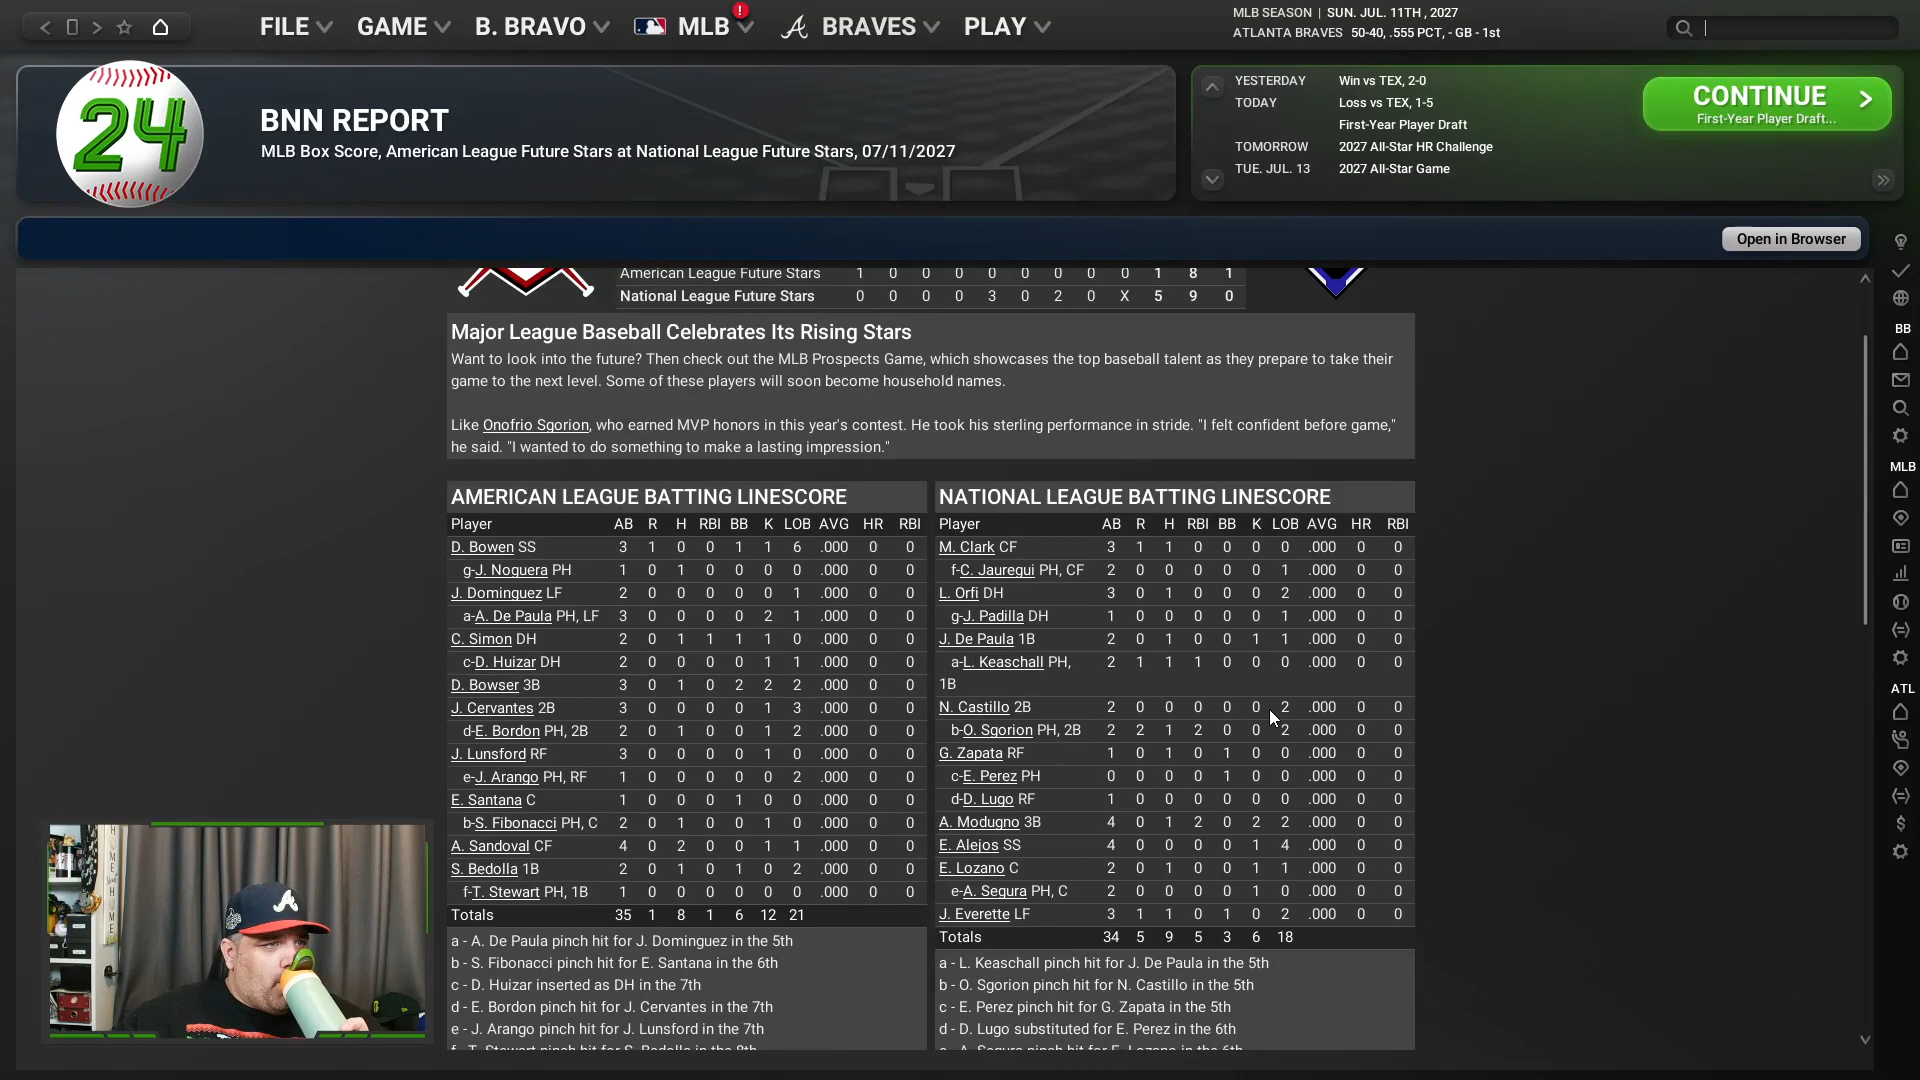 FILE GAME B. BRAVO MLB ! BRAVES PLAY
MLB SEASON | SUN. JUL. 11TH , 2027
ATLANTA BRAVES 50-40, .555 PCT, - GB - 1st
24
BNN REPORT
MLB Box Score, American League Future Stars at National League Future Stars, 07/11/2027
YESTERDAY Win vs TEX, 2-0
TODAY Loss vs TEX, 1-5
First-Year Player Draft
TOMORROW 2027 All-Star HR Challenge
TUE. JUL. 13 2027 All-Star Game
CONTINUE
First-Year Player Draft...
Open in Browser
American League Future Stars 1 0 0 0 0 0 0 0 0 1 8 1
National League Future Stars 0 0 0 0 3 0 2 0 X 5 9 0
Major League Baseball Celebrates Its Rising Stars
Want to look into the future? Then check out the MLB Prospects Game, which showcases the top baseball talent as they prepare to take their
game to the next level. Some of these players will soon become household names.
Like Onofrio Sgorion, who earned MVP honors in this year's contest. He took his sterling performance in stride. "I felt confident before game,"
he said. "I wanted to do something to make a lasting impression."
AMERICAN LEAGUE BATTING LINESCORE
Player AB R H RBI BB K LOB AVG HR RBI
D. Bowen SS 3 1 0 0 1 1 6 .000 0 0
g-J. Noguera PH 1 0 1 0 0 0 0 .000 0 0
J. Dominguez LF 2 0 0 0 0 0 1 .000 0 0
a-A. De Paula PH, LF 3 0 0 0 0 2 1 .000 0 0
C. Simon DH 2 0 1 1 1 1 0 .000 0 0
c-D. Huizar DH 2 0 0 0 0 1 1 .000 0 0
D. Bowser 3B 3 0 1 0 2 2 2 .000 0 0
J. Cervantes 2B 3 0 0 0 0 1 3 .000 0 0
d-E. Bordon PH, 2B 2 0 1 0 0 1 2 .000 0 0
J. Lunsford RF 3 0 0 0 0 1 0 .000 0 0
e-J. Arango PH, RF 1 0 0 0 0 0 2 .000 0 0
E. Santana C 1 0 0 0 1 0 0 .000 0 0
b-S. Fibonacci PH, C 2 0 1 0 0 1 0 .000 0 0
A. Sandoval CF 4 0 2 0 0 1 1 .000 0 0
S. Bedolla 1B 2 0 1 0 1 0 2 .000 0 0
f-T. Stewart PH, 1B 1 0 0 0 0 0 0 .000 0 0
Totals 35 1 8 1 6 12 21
a - A. De Paula pinch hit for J. Dominguez in the 5th
b - S. Fibonacci pinch hit for E. Santana in the 6th
c - D. Huizar inserted as DH in the 7th
d - E. Bordon pinch hit for J. Cervantes in the 7th
e - J. Arango pinch hit for J. Lunsford in the 7th
f - T. Stewart pinch hit for S. Bedolla in the 8th
NATIONAL LEAGUE BATTING LINESCORE
Player AB R H RBI BB K LOB AVG HR RBI
M. Clark CF 3 1 1 0 0 0 0 .000 0 0
f-C. Jauregui PH, CF 2 0 0 0 0 0 1 .000 0 0
L. Orfi DH 3 0 1 0 0 0 2 .000 0 0
g-J. Padilla DH 1 0 0 0 0 0 1 .000 0 0
J. De Paula 1B 2 0 1 0 0 1 1 .000 0 0
a-L. Keaschall PH, 2 1 1 1 0 0 0 .000 0 0
1B
N. Castillo 2B 2 0 0 0 0 0 2 .000 0 0
b-O. Sgorion PH, 2B 2 2 1 2 0 0 2 .000 0 0
G. Zapata RF 1 0 1 0 1 0 0 .000 0 0
c-E. Perez PH 0 0 0 0 1 0 0 .000 0 0
d-D. Lugo RF 1 0 0 0 0 0 0 .000 0 0
A. Modugno 3B 4 0 1 2 0 2 2 .000 0 0
E. Alejos SS 4 0 0 0 0 1 4 .000 0 0
E. Lozano C 2 0 1 0 0 1 1 .000 0 0
e-A. Segura PH, C 2 0 0 0 0 1 0 .000 0 0
J. Everette LF 3 1 1 0 1 0 2 .000 0 0
Totals 34 5 9 5 3 6 18
a - L. Keaschall pinch hit for J. De Paula in the 5th
b - O. Sgorion pinch hit for N. Castillo in the 5th
c - E. Perez pinch hit for G. Zapata in the 5th
d - D. Lugo substituted for E. Perez in the 6th
e - A. Segura pinch hit for E. Lozano in the 6th
BB
MLB
ATL